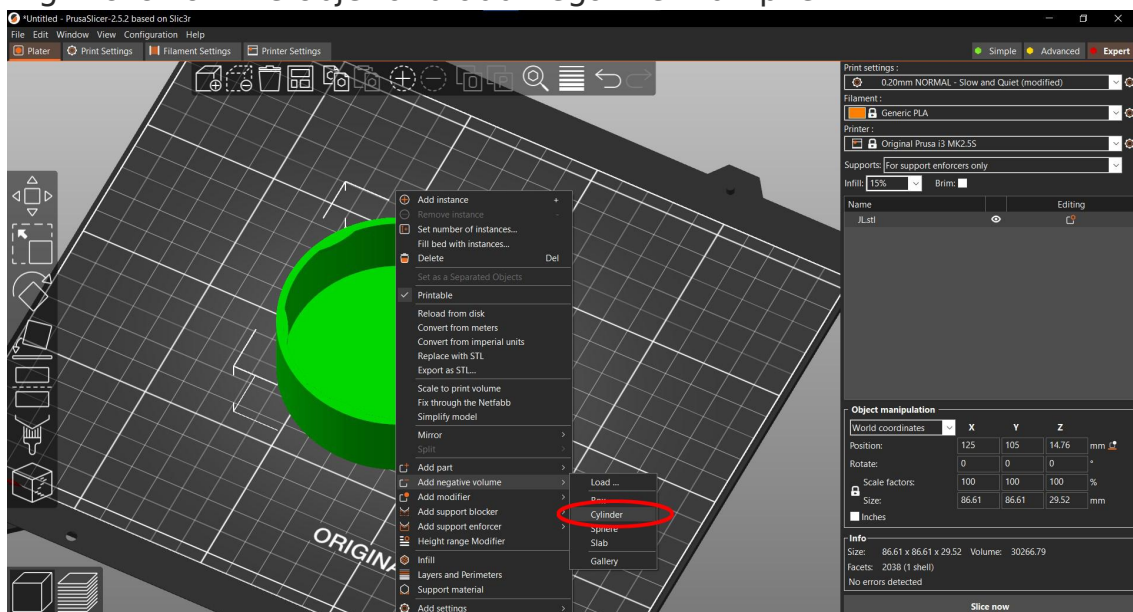 *Untitled - PrusaSlicer-2.5.2 based on Slic3r
File Edit Window View Configuration Help
Plater Print Settings Filament Settings Printer Settings
Simple Advanced Expert
Print settings :
0.20mm NORMAL - Slow and Quiet (modified)
Filament :
Generic PLA
Printer :
Original Prusa i3 MK2.5S
Supports: For support enforcers only
Infill: 15% Brim:
Name Editing
JL.stl
Add instance +
Remove instance -
Set number of instances...
Fill bed with instances...
Delete Del
Set as a Separated Objects
Printable
Reload from disk
Convert from meters
Convert from imperial units
Replace with STL
Export as STL...
Scale to print volume
Fix through the Netfabb
Simplify model
Mirror
Split
Add part
Add negative volume
Add modifier
Add support blocker
Add support enforcer
Height range Modifier
Infill
Layers and Perimeters
Support material
Add settings
Load ...
Box
Cylinder
Sphere
Slab
Gallery
Object manipulation
World coordinates X Y Z
Position: 125 105 14.76 mm
Rotate: 0 0 0 °
Scale factors: 100 100 100 %
Size: 86.61 86.61 29.52 mm
Inches
Info
Size: 86.61 x 86.61 x 29.52 Volume: 30266.79
Facets: 2038 (1 shell)
No errors detected
Slice now